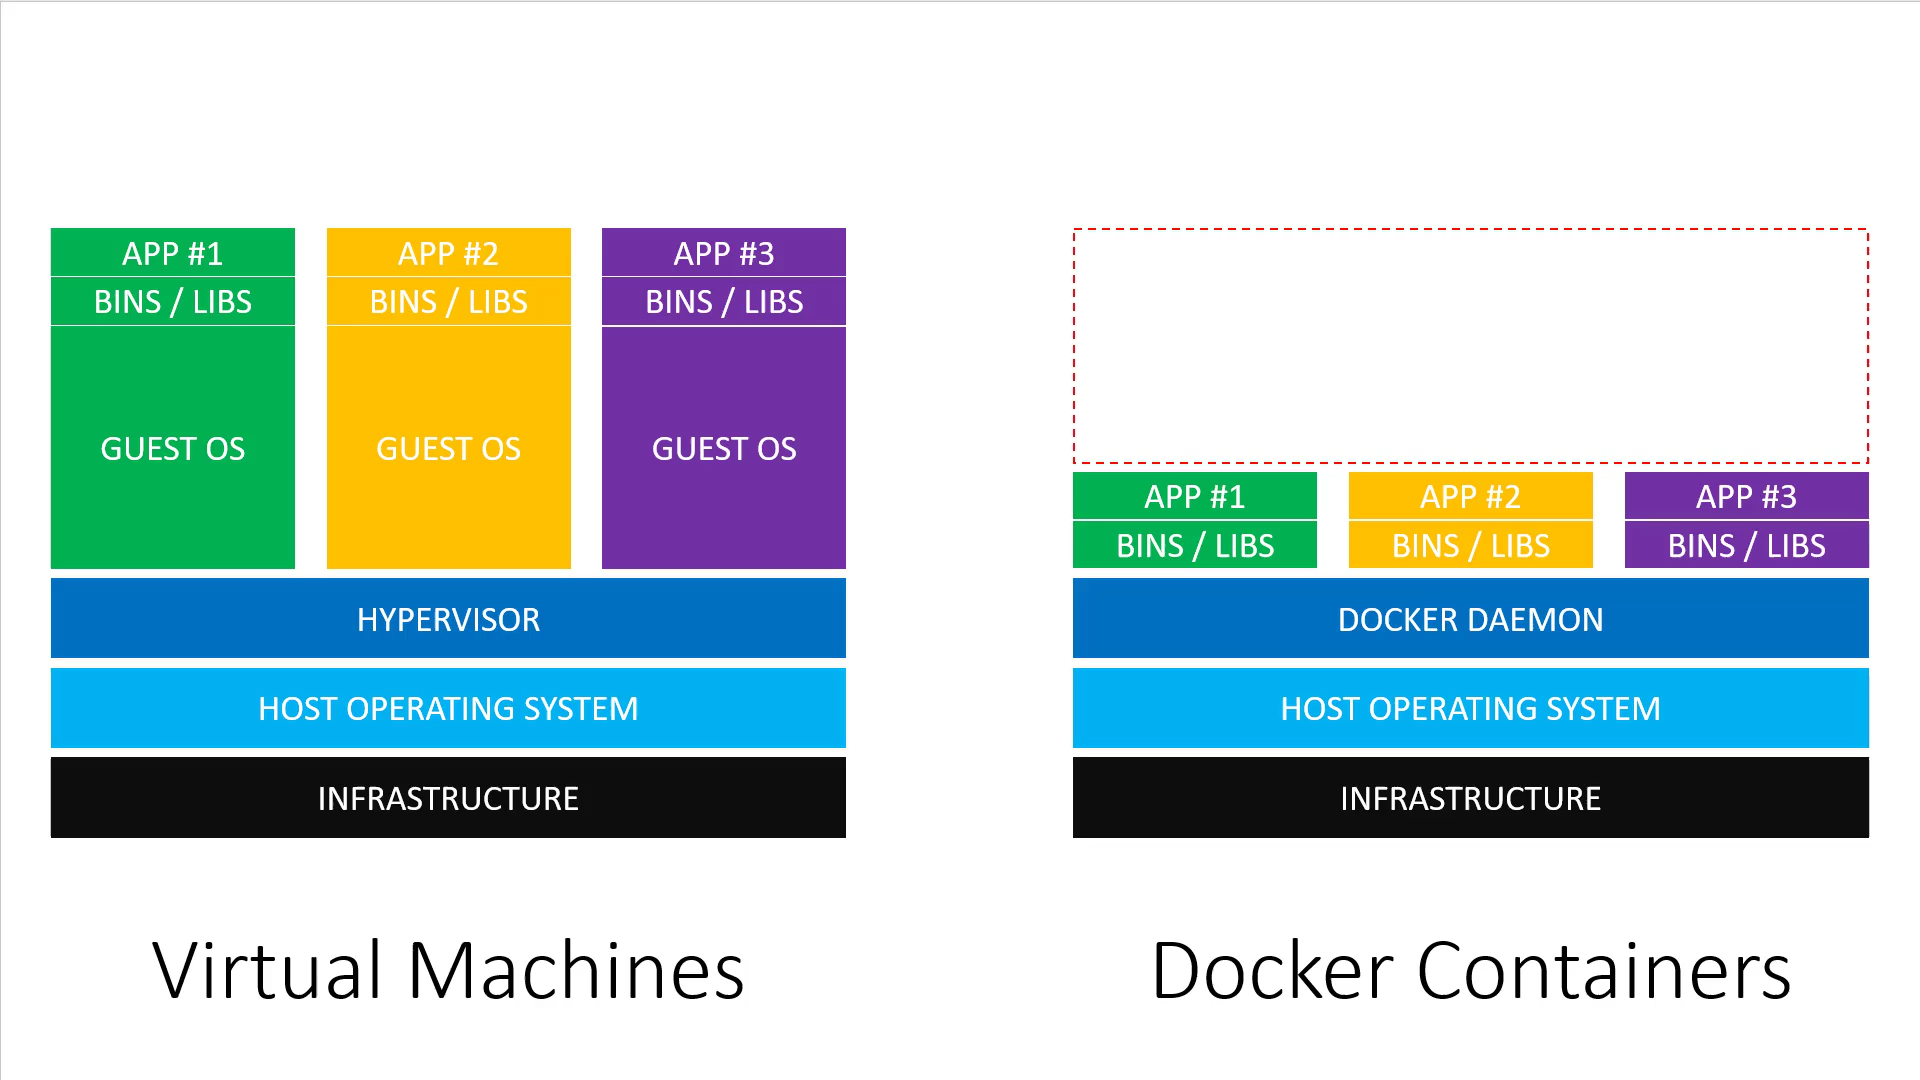 APP #1
BINS / LIBS
GUEST OS
APP #2
BINS / LIBS
GUEST OS
APP #3
BINS / LIBS
GUEST OS
HYPERVISOR
HOST OPERATING SYSTEM
INFRASTRUCTURE
Virtual Machines
APP #1
BINS / LIBS
APP #2
BINS / LIBS
APP #3
BINS / LIBS
DOCKER DAEMON
HOST OPERATING SYSTEM
INFRASTRUCTURE
Docker Containers